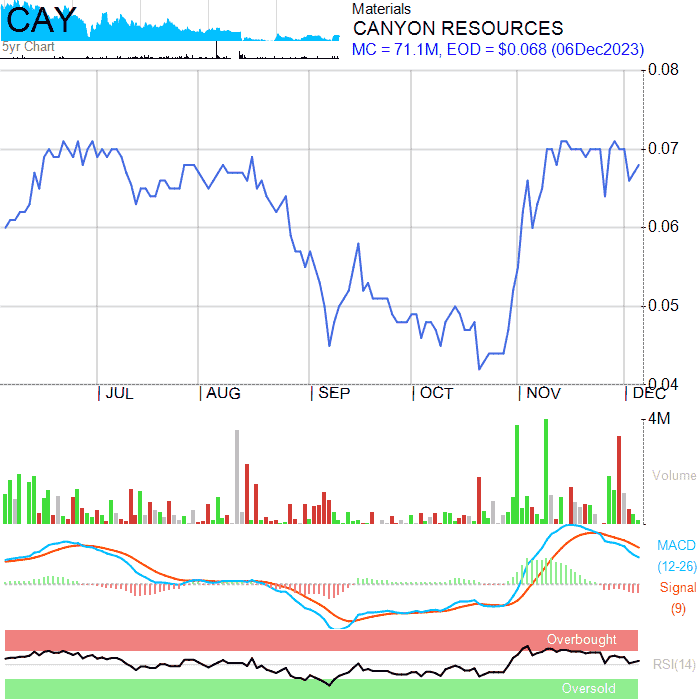 CAY
5yr Chart
Materials
CANYON RESOURCES
MC = 71.1M, EOD = $0.068 (06Dec2023)
0.08
0.07
0.06
0.05
0.04
JUL AUG SEP OCT NOV DEC
4M
Volume
MACD
(12-26)
Signal
(9)
Overbought
RSI(14)
Oversold